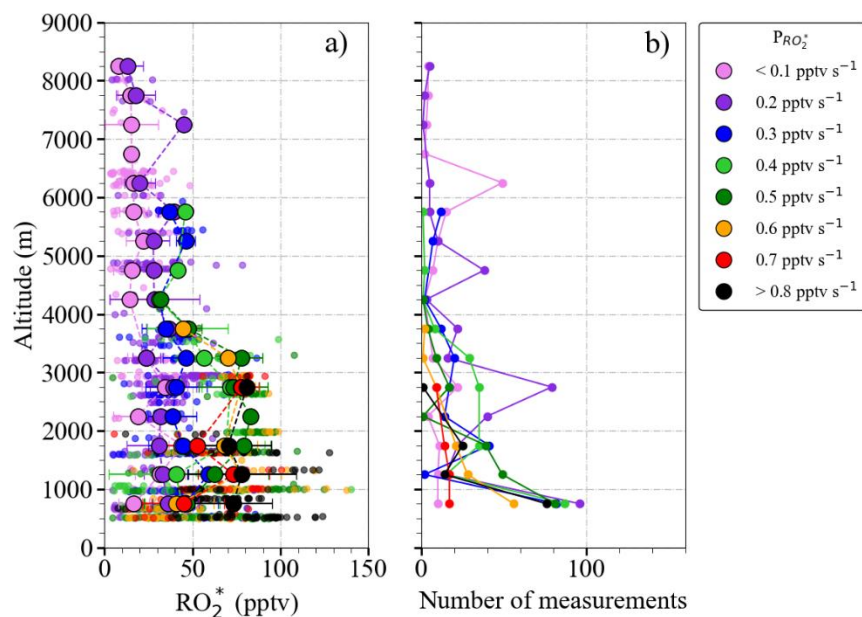 a)
b)
Altitude (m)
9000
8000
7000
6000
5000
4000
3000
2000
1000
0
0 50 100 150
RO₂* (pptv)
0 100
Number of measurements
P_RO₂*
< 0.1 pptv s⁻¹
0.2 pptv s⁻¹
0.3 pptv s⁻¹
0.4 pptv s⁻¹
0.5 pptv s⁻¹
0.6 pptv s⁻¹
0.7 pptv s⁻¹
> 0.8 pptv s⁻¹